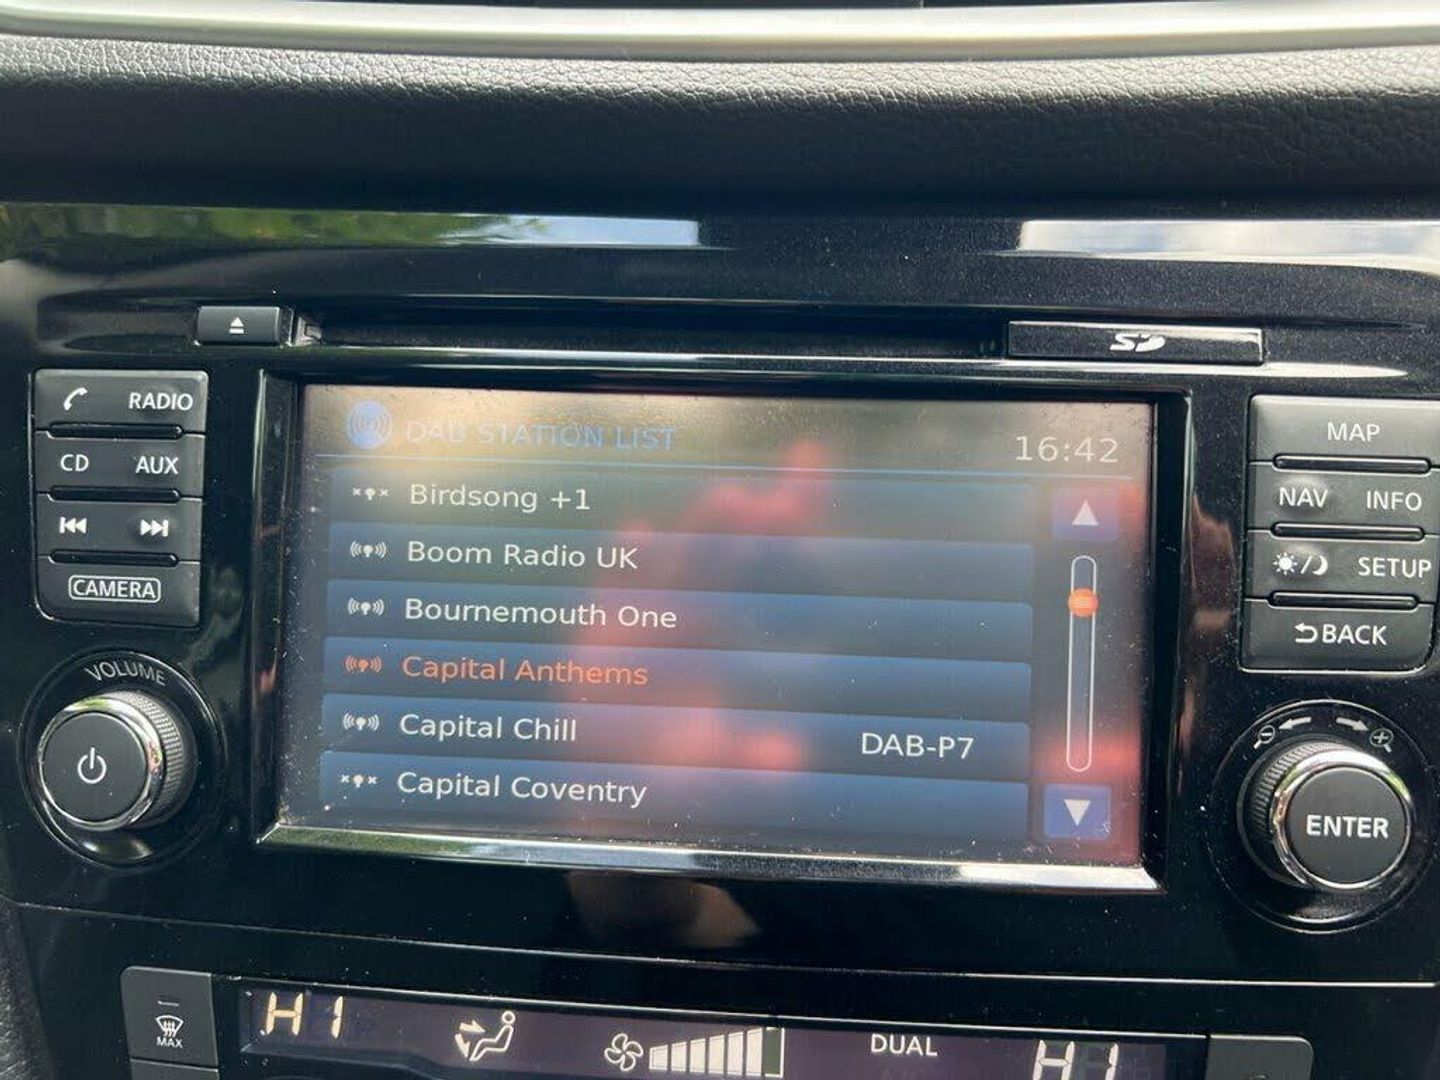 SD
RADIO
CD AUX
CAMERA
VOLUME
DAB STATION LIST
16:42
Birdsong +1
Boom Radio UK
Bournemouth One
Capital Anthems
Capital Chill DAB-P7
Capital Coventry
MAP
NAV INFO
SETUP
BACK
ENTER
MAX
HI
DUAL
HI